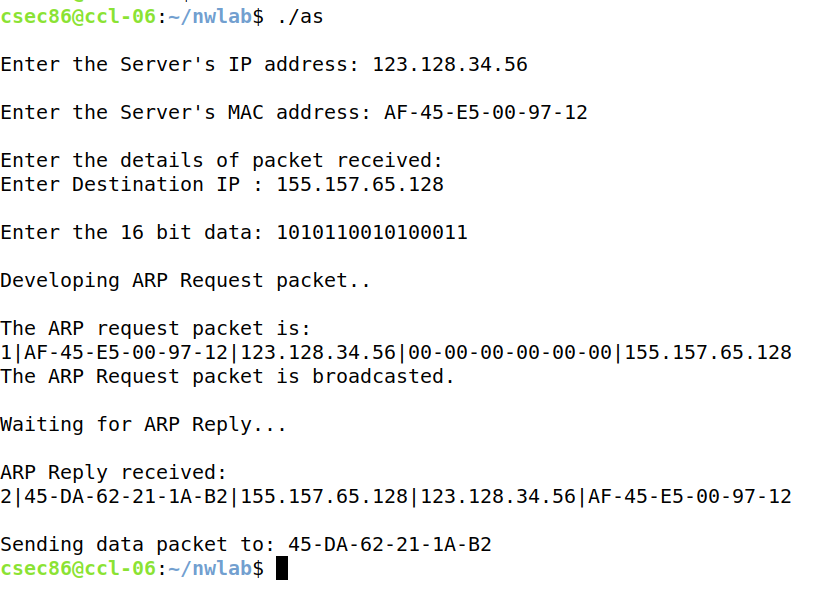 csec86@ccl-06:~/nwlab$ ./as
Enter the Server's IP address: 123.128.34.56
Enter the Server's MAC address: AF-45-E5-00-97-12
Enter the details of packet received:
Enter Destination IP : 155.157.65.128
Enter the 16 bit data: 1010110010100011
Developing ARP Request packet..
The ARP request packet is:
1|AF-45-E5-00-97-12|123.128.34.56|00-00-00-00-00-00|155.157.65.128
The ARP Request packet is broadcasted.
Waiting for ARP Reply...
ARP Reply received:
2|45-DA-62-21-1A-B2|155.157.65.128|123.128.34.56|AF-45-E5-00-97-12
Sending data packet to: 45-DA-62-21-1A-B2
csec86@ccl-06:~/nwlab$